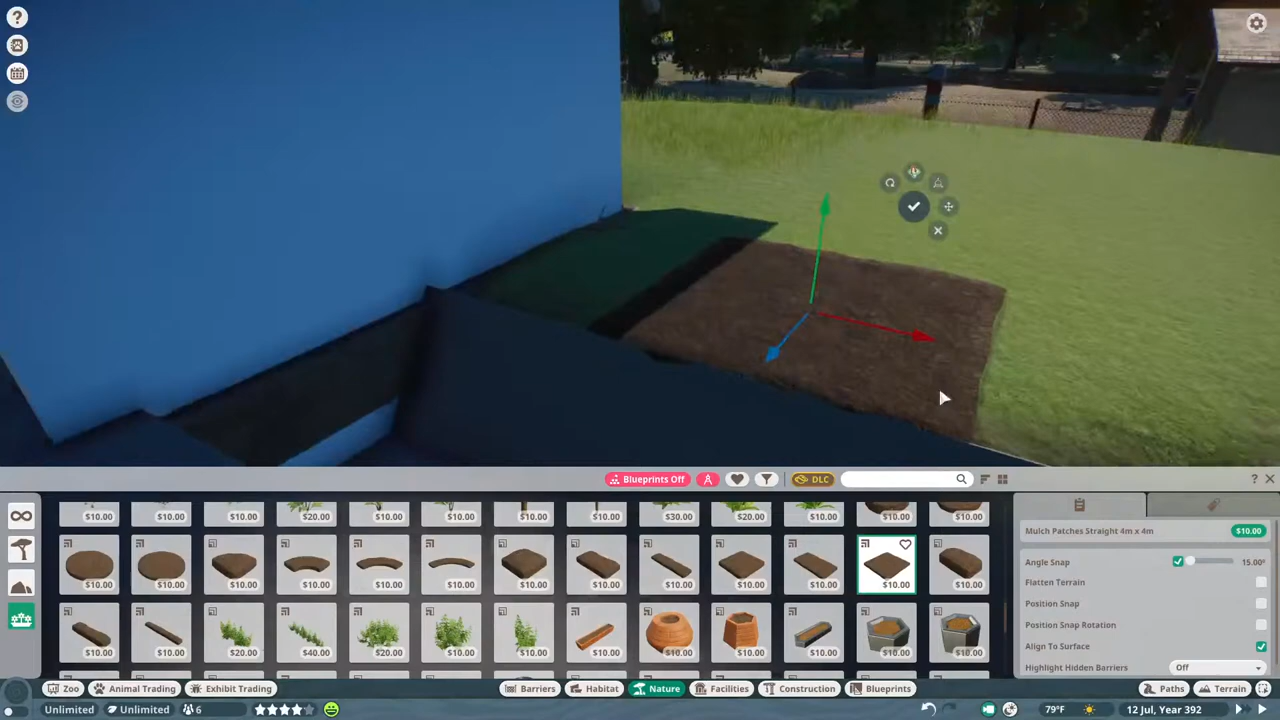 ?
Blueprints Off
DLC
?
$10.00 $10.00 $10.00 $20.00 $10.00 $10.00 $10.00 $30.00 $20.00 $10.00 $10.00 $10.00
Mulch Patches Straight 4m x 4m $10.00
Angle Snap 15.00°
Flatten Terrain
Position Snap
Position Snap Rotation
Align To Surface
Highlight Hidden Barriers Off
$10.00 $10.00 $10.00 $10.00 $10.00 $10.00 $10.00 $10.00 $10.00 $10.00 $10.00 $10.00 $10.00
$10.00 $10.00 $20.00 $40.00 $20.00 $10.00 $10.00 $10.00 $10.00 $10.00 $10.00 $10.00 $10.00
Zoo Animal Trading Exhibit Trading Barriers Habitat Nature Facilities Construction Blueprints Paths Terrain
Unlimited Unlimited 6 79°F 12 Jul, Year 392